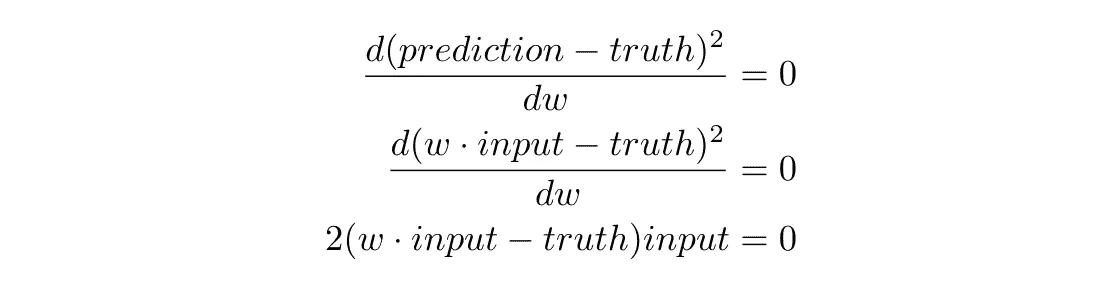 d(prediction − truth)²
dw
= 0
d(w · input − truth)²
dw
= 0
2(w · input − truth)input = 0